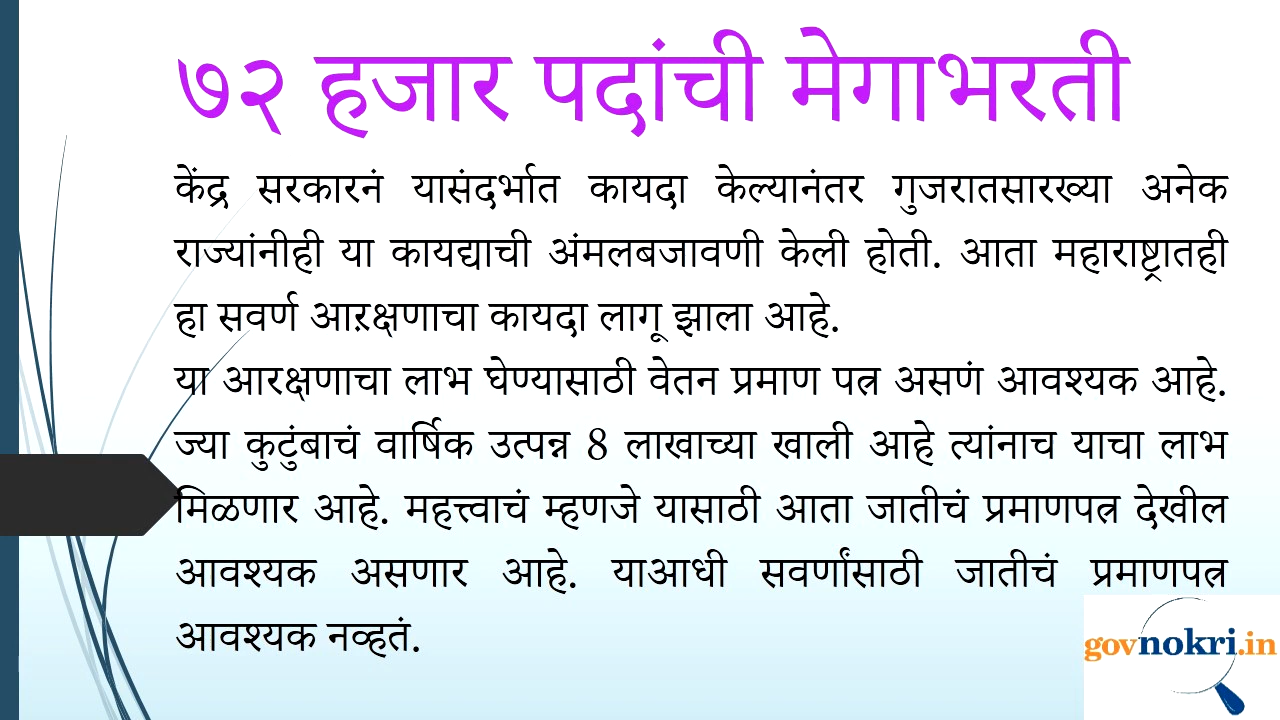 ७२ हजार पदांची मेगाभरती
केंद्र सरकारनं यासंदर्भात कायदा केल्यानंतर गुजरातसारख्या अनेक
राज्यांनीही या कायद्याची अंमलबजावणी केली होती. आता महाराष्ट्रातही
हा सवर्ण आऱक्षणाचा कायदा लागू झाला आहे.
या आरक्षणाचा लाभ घेण्यासाठी वेतन प्रमाण पत्र असणं आवश्यक आहे.
ज्या कुटुंबाचं वार्षिक उत्पन्न 8 लाखाच्या खाली आहे त्यांनाच याचा लाभ
मिळणार आहे. महत्त्वाचं म्हणजे यासाठी आता जातीचं प्रमाणपत्र देखील
आवश्यक असणार आहे. याआधी सवर्णांसाठी जातीचं प्रमाणपत्र
आवश्यक नव्हतं.
govnokri.in